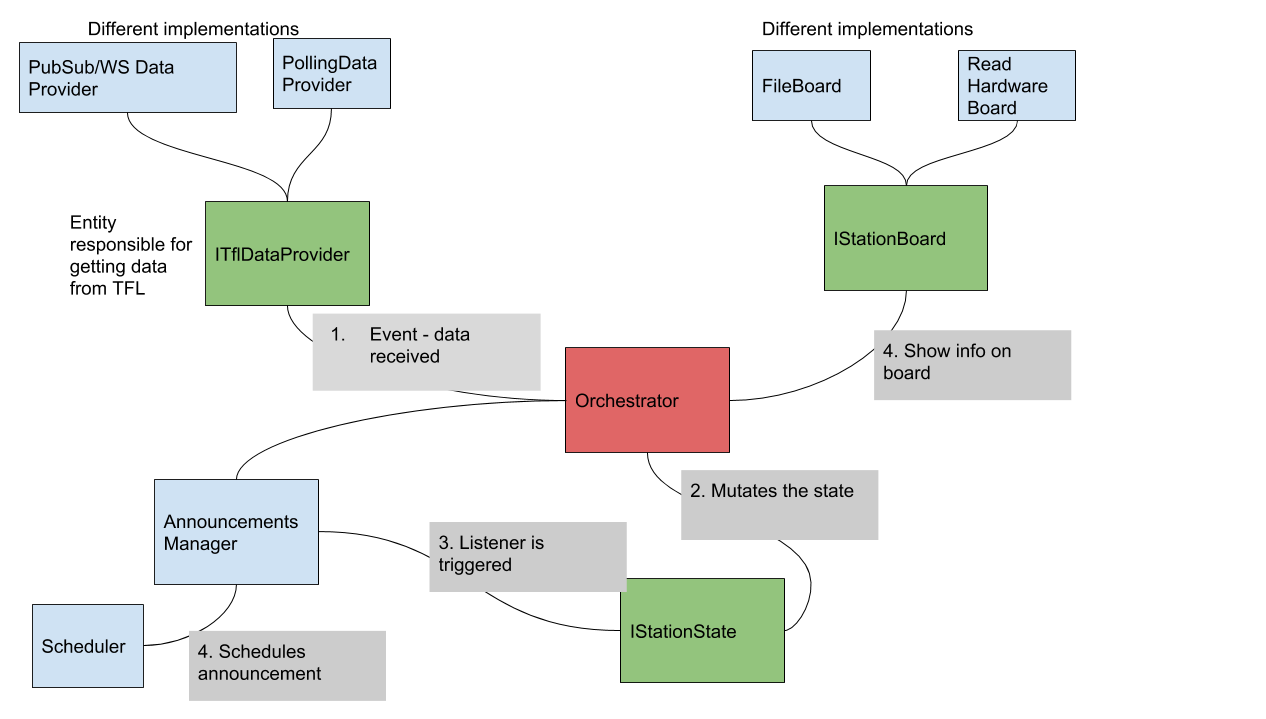 Different implementations
Different implementations
PubSub/WS Data
Provider
PollingData
Provider
FileBoard
Read
Hardware
Board
Entity
responsible for
getting data
from TFL
ITflDataProvider
IStationBoard
1. Event - data
received
4. Show info on
board
Orchestrator
2. Mutates the state
Announcements
Manager
3. Listener is
triggered
IStationState
Scheduler
4. Schedules
announcement